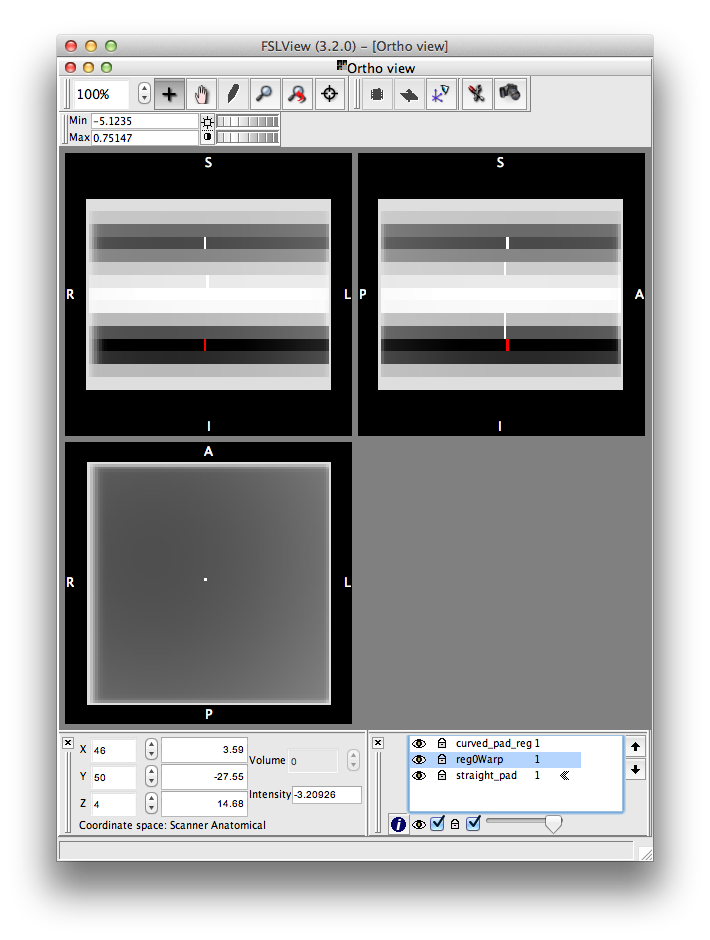 FSLView (3.2.0) – [Ortho view]
Ortho view
100%
Min -5.1235
Max 0.75147
S
S
R
L
P
A
I
I
A
R
L
P
X 46 3.59
Y 50 -27.55
Z 4 14.68
Volume 0
Intensity -3.20926
Coordinate space: Scanner Anatomical
curved_pad_reg 1
reg0Warp 1
straight_pad 1